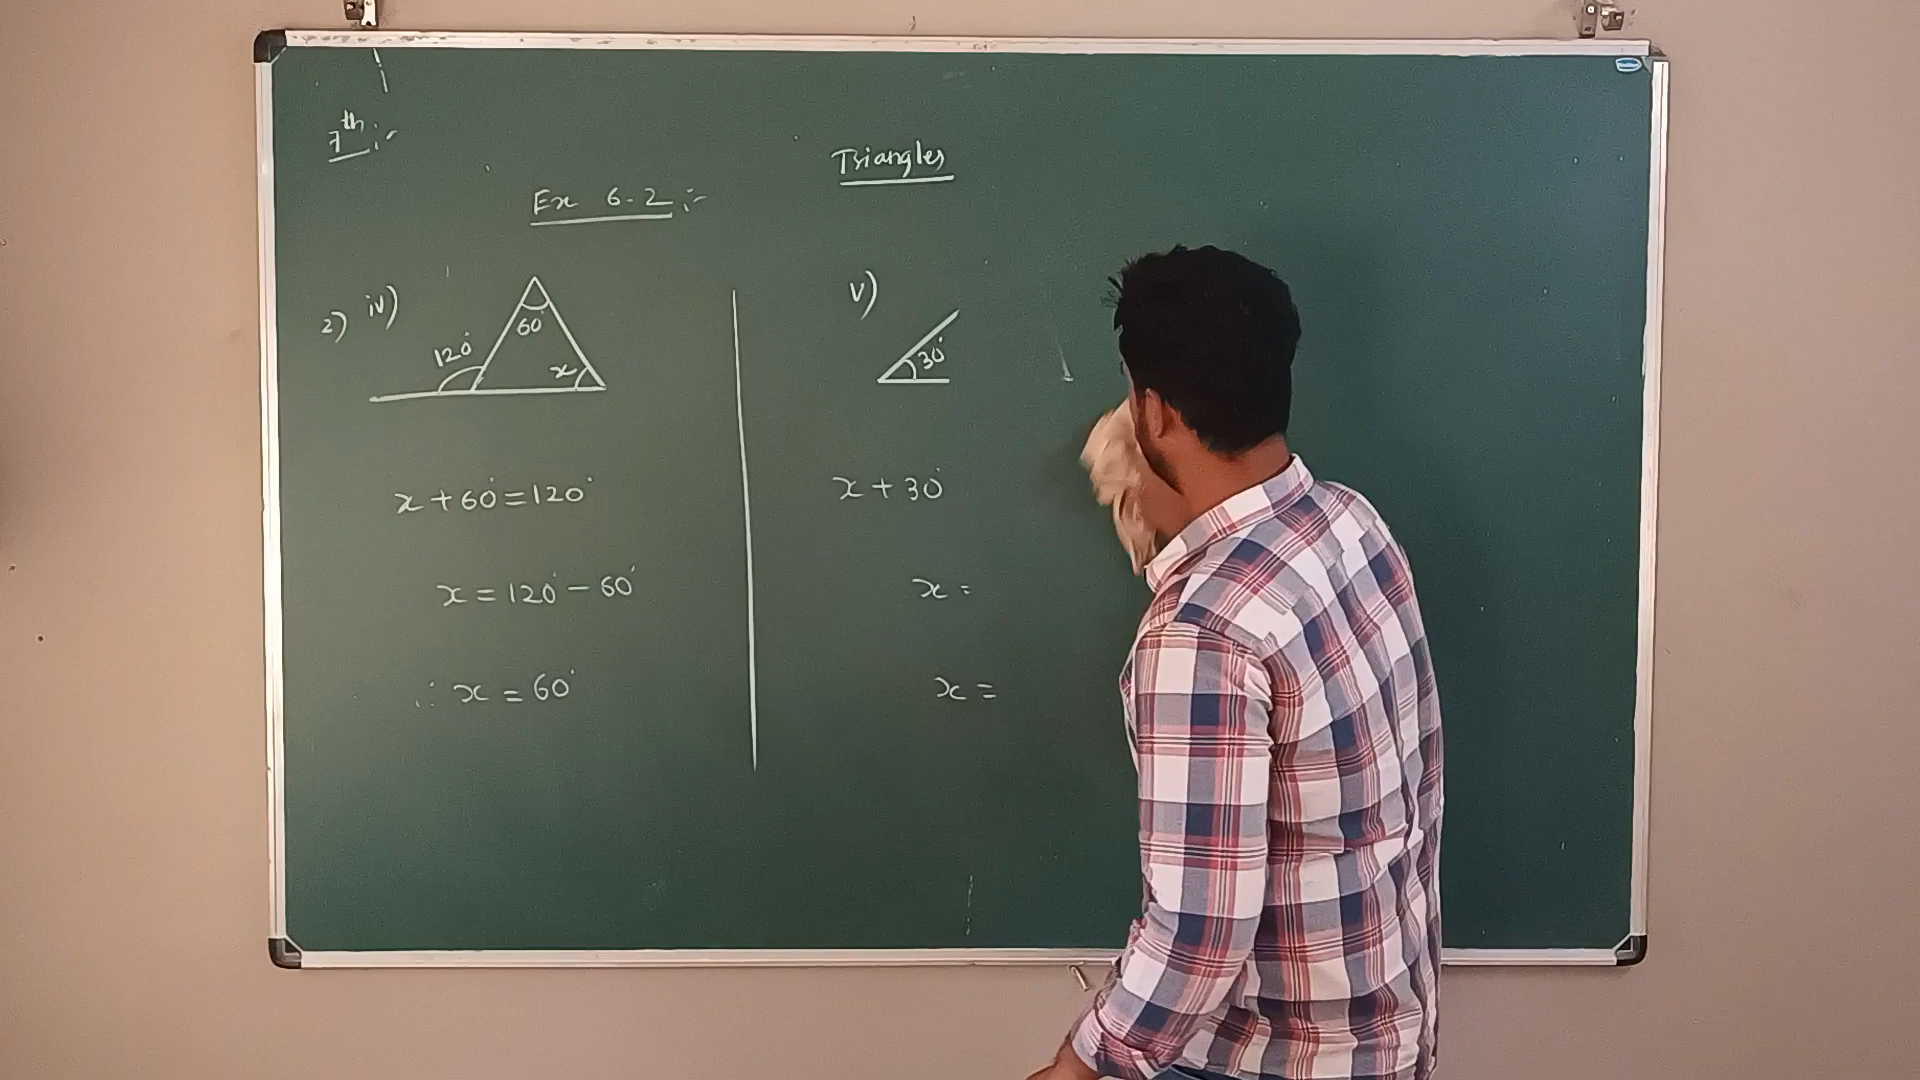 7th :-
Triangles
Ex 6.2 :-
2) iv)
60°
120°
x
x + 60° = 120°
x = 120° - 60°
∴ x = 60°
v)
30°
x + 30°
x =
x =